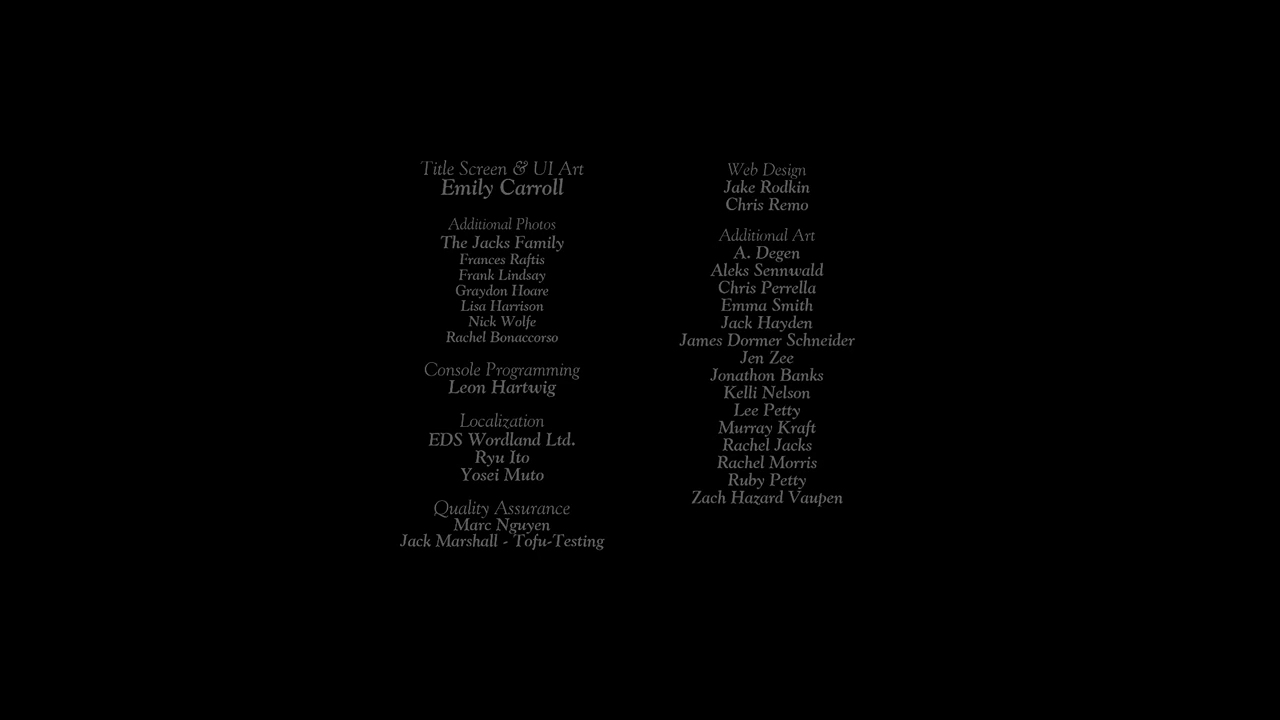 Title Screen & UI Art
Emily Carroll
Additional Photos
The Jacks Family
Frances Raftis
Frank Lindsay
Graydon Hoare
Lisa Harrison
Nick Wolfe
Rachel Bonaccorso
Console Programming
Leon Hartwig
Localization
EDS Wordland Ltd.
Ryu Ito
Yosei Muto
Quality Assurance
Marc Nguyen
Jack Marshall - Tofu-Testing
Web Design
Jake Rodkin
Chris Remo
Additional Art
A. Degen
Aleks Sennwald
Chris Perrella
Emma Smith
Jack Hayden
James Dormer Schneider
Jen Zee
Jonathon Banks
Kelli Nelson
Lee Petty
Murray Kraft
Rachel Jacks
Rachel Morris
Ruby Petty
Zach Hazard Vaupen